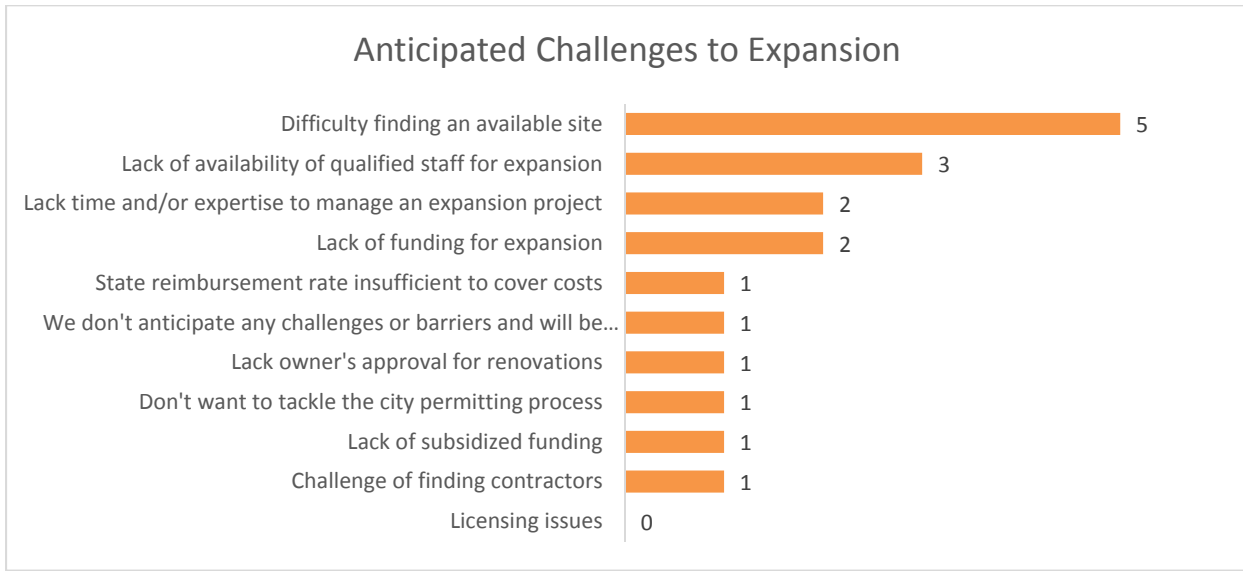 Anticipated Challenges to Expansion
Difficulty finding an available site 5
Lack of availability of qualified staff for expansion 3
Lack time and/or expertise to manage an expansion project 2
Lack of funding for expansion 2
State reimbursement rate insufficient to cover costs 1
We don't anticipate any challenges or barriers and will be... 1
Lack owner's approval for renovations 1
Don't want to tackle the city permitting process 1
Lack of subsidized funding 1
Challenge of finding contractors 1
Licensing issues 0